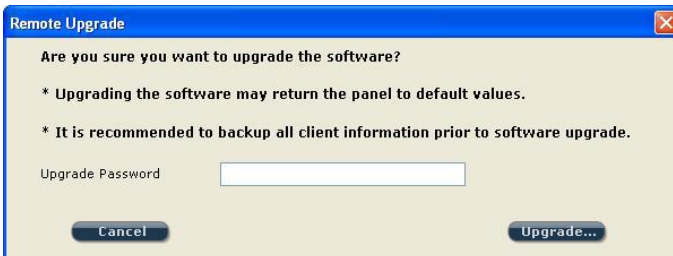 Remote Upgrade
Are you sure you want to upgrade the software?
* Upgrading the software may return the panel to default values.
* It is recommended to backup all client information prior to software upgrade.
Upgrade Password
Cancel
Upgrade...